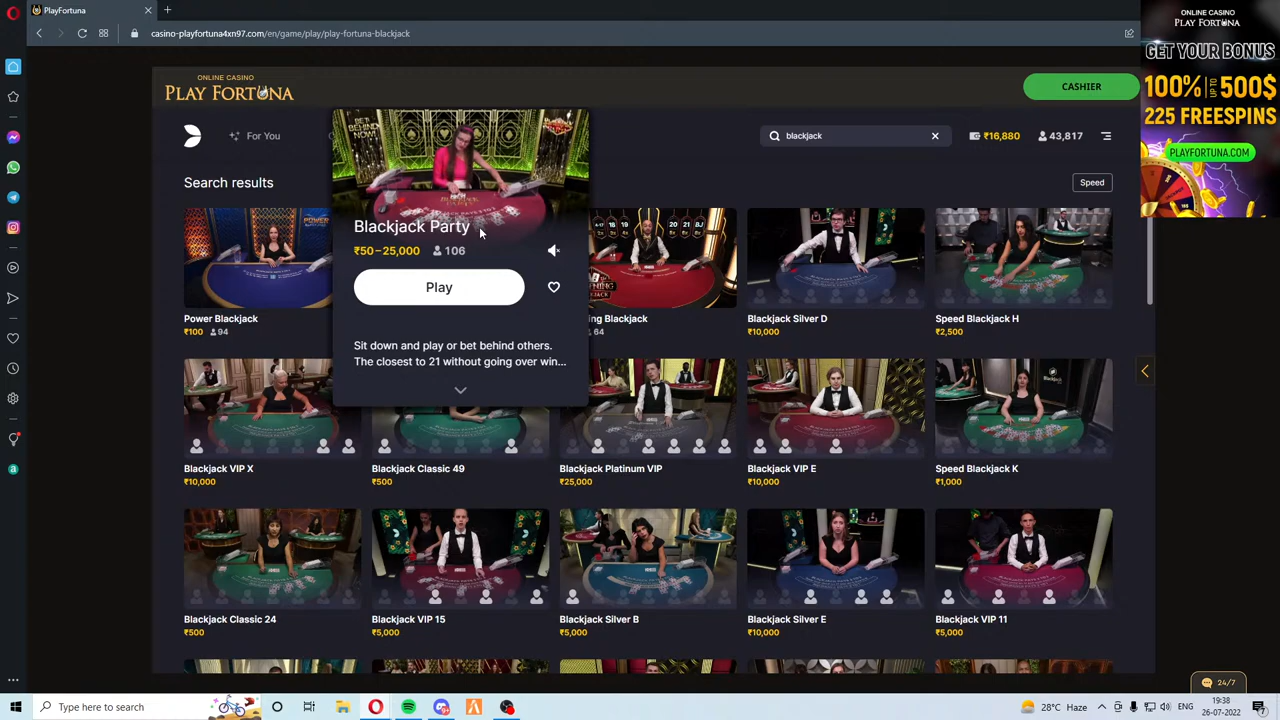 PlayFortuna
casino-playfortuna4xn97.com/en/game/play/play-fortuna-blackjack
ONLINE CASINO
PLAY FORTUNA
CASHIER
ONLINE CASINO
PLAY FORTUNA
GET YOUR BONUS
100% UP TO 500$
225 FREESPINS
PLAYFORTUNA.COM
For You
blackjack
₹16,880
43,817
Search results
Speed
BET BEHIND NOW!
BLACKJACK PARTY
Blackjack Party
₹50–25,000
106
Play
Sit down and play or bet behind others.
The closest to 21 without going over win...
Power Blackjack
₹100
94
ng Blackjack
64
Blackjack Silver D
₹10,000
Speed Blackjack H
₹2,500
Blackjack VIP X
₹10,000
Blackjack Classic 49
₹500
Blackjack Platinum VIP
₹25,000
Blackjack VIP E
₹10,000
Speed Blackjack K
₹1,000
Blackjack Classic 24
₹500
Blackjack VIP 15
₹5,000
Blackjack Silver B
₹5,000
Blackjack Silver E
₹10,000
Blackjack VIP 11
₹5,000
24/7
Type here to search
28°C Haze
ENG
19:38
26-07-2022
7